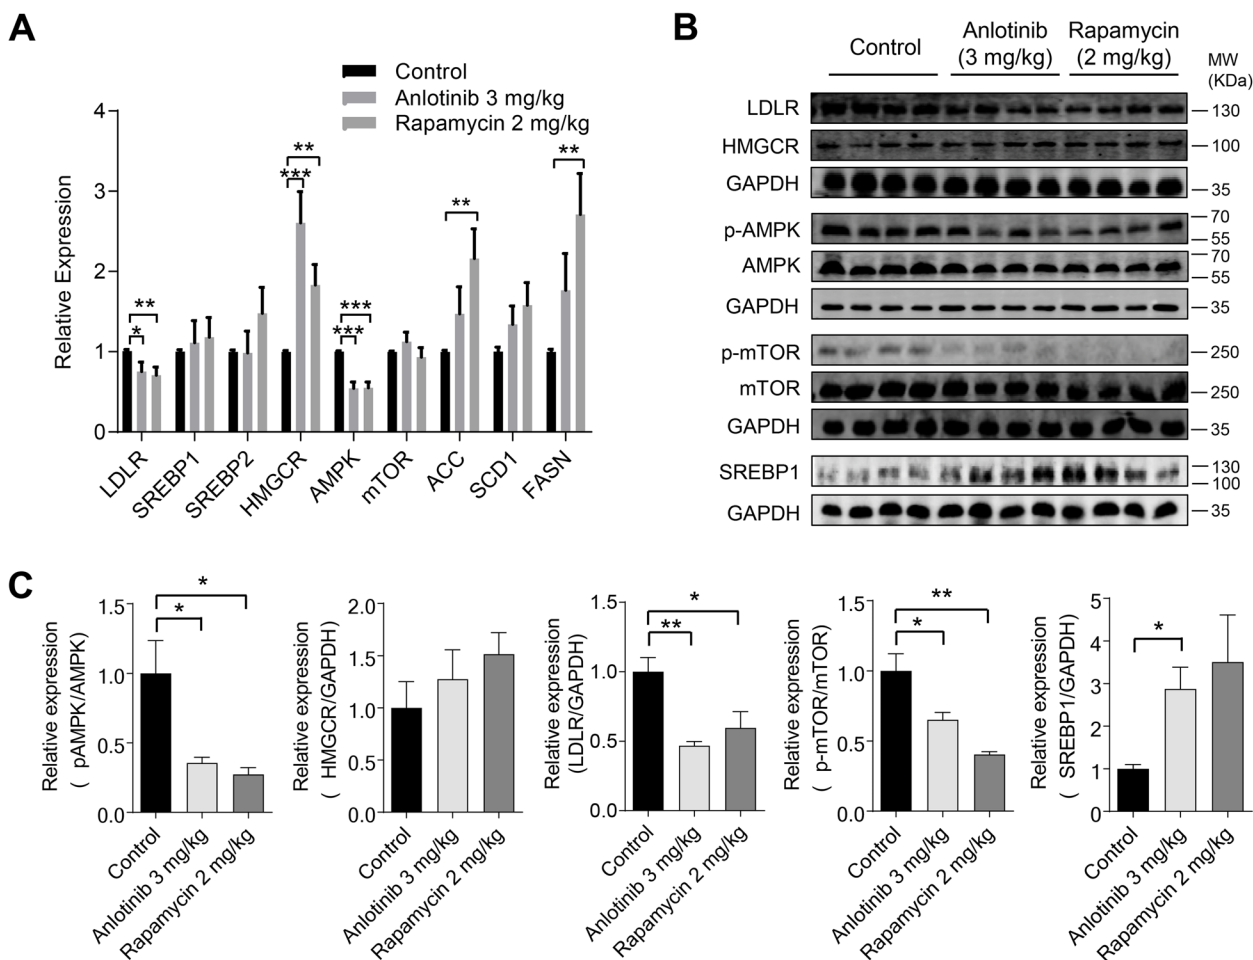 A
Control
Anlotinib 3 mg/kg
Rapamycin 2 mg/kg
Relative Expression
4
3
2
1
0
* ** *** ** *** *** ** **
LDLR SREBP1 SREBP2 HMGCR AMPK mTOR ACC SCD1 FASN
B
Control Anlotinib (3 mg/kg) Rapamycin (2 mg/kg) MW (KDa)
LDLR 130
HMGCR 100
GAPDH 35
p-AMPK 70 55
AMPK 70 55
GAPDH 35
p-mTOR 250
mTOR 250
GAPDH 35
SREBP1 130 100
GAPDH 35
C
Relative expression
( pAMPK/AMPK)
1.5
1.0
0.5
0.0
*
*
Control Anlotinib 3 mg/kg Rapamycin 2 mg/kg
Relative expression
( HMGCR/GAPDH)
2.0
1.5
1.0
0.5
0.0
Control Anlotinib 3 mg/kg Rapamycin 2 mg/kg
Relative expression
(LDLR/GAPDH)
1.5
1.0
0.5
0.0
*
**
Control Anlotinib 3 mg/kg Rapamycin 2 mg/kg
Relative expression
( p-mTOR/mTOR)
1.5
1.0
0.5
0.0
**
*
Control Anlotinib 3 mg/kg Rapamycin 2 mg/kg
Relative expression
( SREBP1/GAPDH)
5
4
3
2
1
0
*
Control Anlotinib 3 mg/kg Rapamycin 2 mg/kg